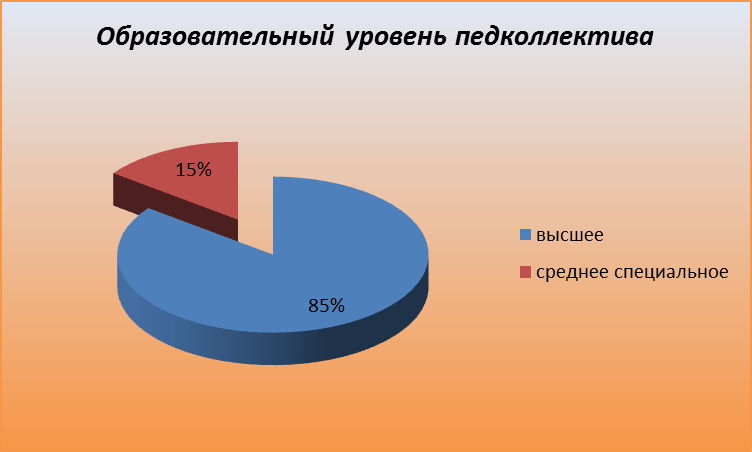 Образовательный уровень педколлектива
15%
высшее
среднее специальное
85%